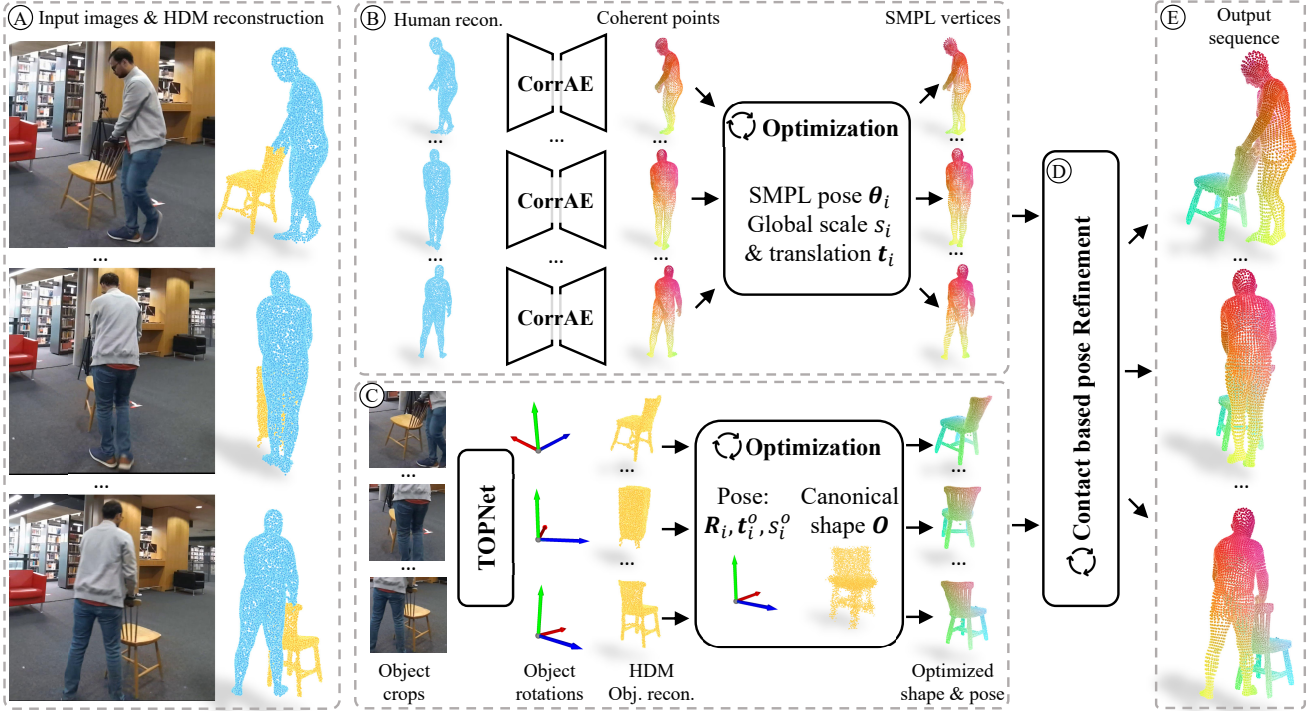 A Input images & HDM reconstruction
...
...
B Human recon.
Coherent points
SMPL vertices
CorrAE
...
CorrAE
...
CorrAE
...
...
Optimization
SMPL pose θᵢ
Global scale sᵢ
& translation tᵢ
...
...
C
...
...
TOPNet
Object
crops
Object
rotations
...
...
HDM
Obj. recon.
Optimization
Pose:
Rᵢ, tᵢᵒ, sᵢᵒ
Canonical
shape O
...
...
Optimized
shape & pose
D
Contact based pose Refinement
E Output
sequence
...
...